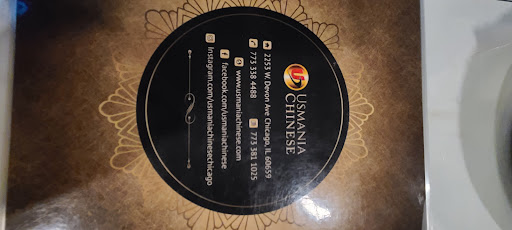 USMANIA
CHINESE
2253 W. Devon Ave Chicago, IL 60659
773 338 4488
773 381 1025
www.usmaniachinese.com
facebook.com/usmaniachinese
Instagram.com/usmaniachinesechicago